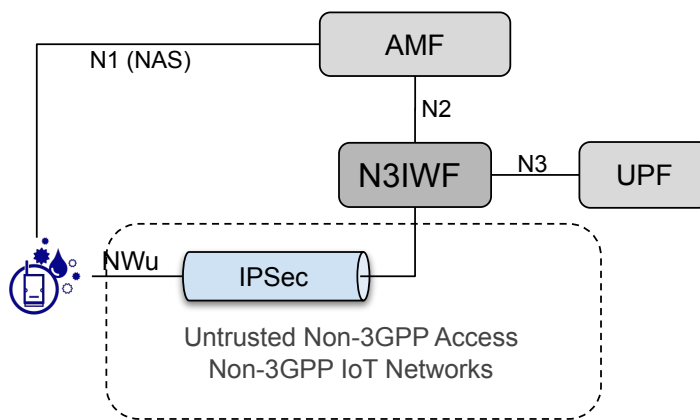 AMF
N1 (NAS)
N2
N3IWF
N3
UPF
NWu
IPSec
Untrusted Non-3GPP Access
Non-3GPP IoT Networks